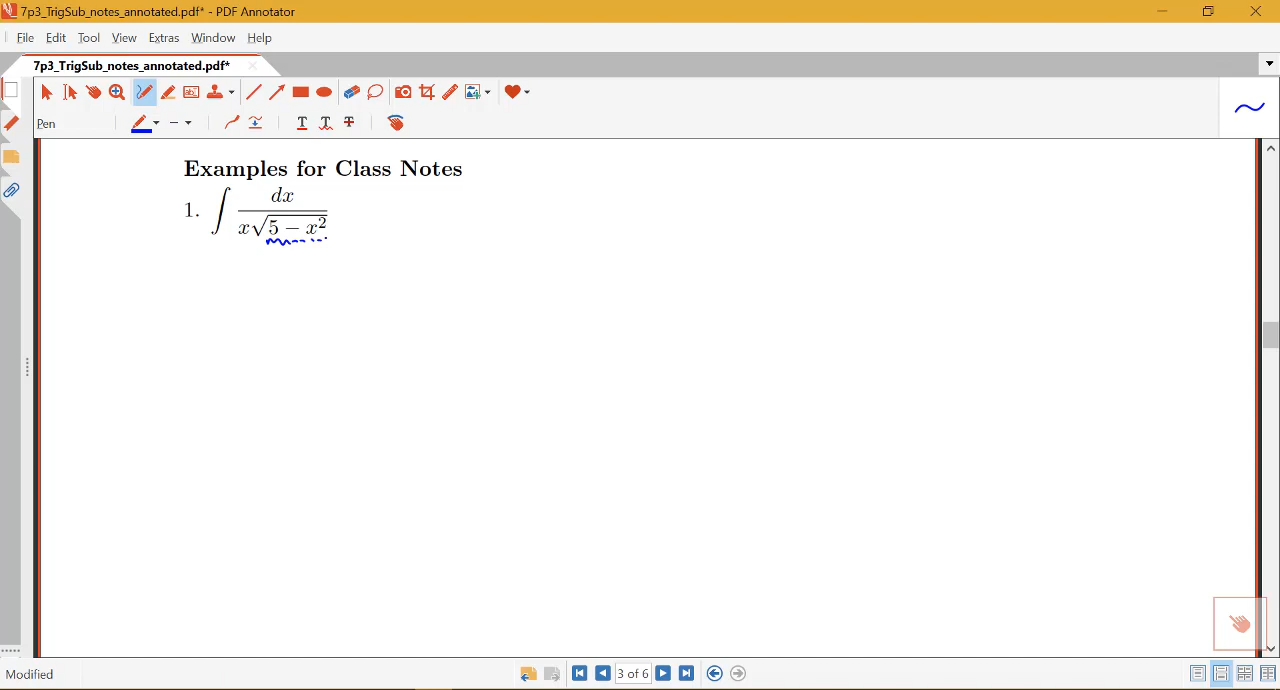 7p3_TrigSub_notes_annotated.pdf* - PDF Annotator
File Edit Tool View Extras Window Help
7p3_TrigSub_notes_annotated.pdf*
Pen
T T T
Examples for Class Notes
1. ∫ dx / (x√(5 − x²))
Modified
3 of 6